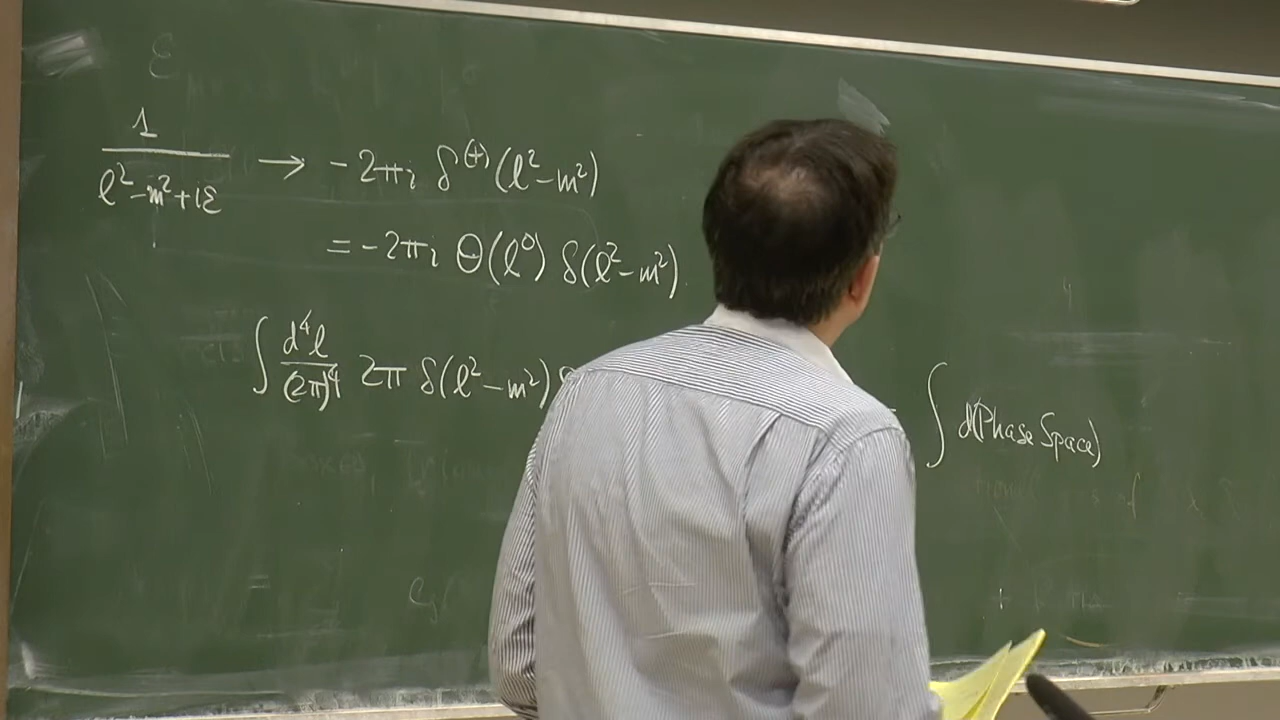 1 / (ℓ² - m² + iε) → - 2πi δ⁽⁺⁾(ℓ² - m²)
= - 2πi Θ(ℓ⁰) δ(ℓ² - m²)
∫ d⁴ℓ / (2π)⁴ 2π δ(ℓ² - m²)
∫ d(Phase Space)